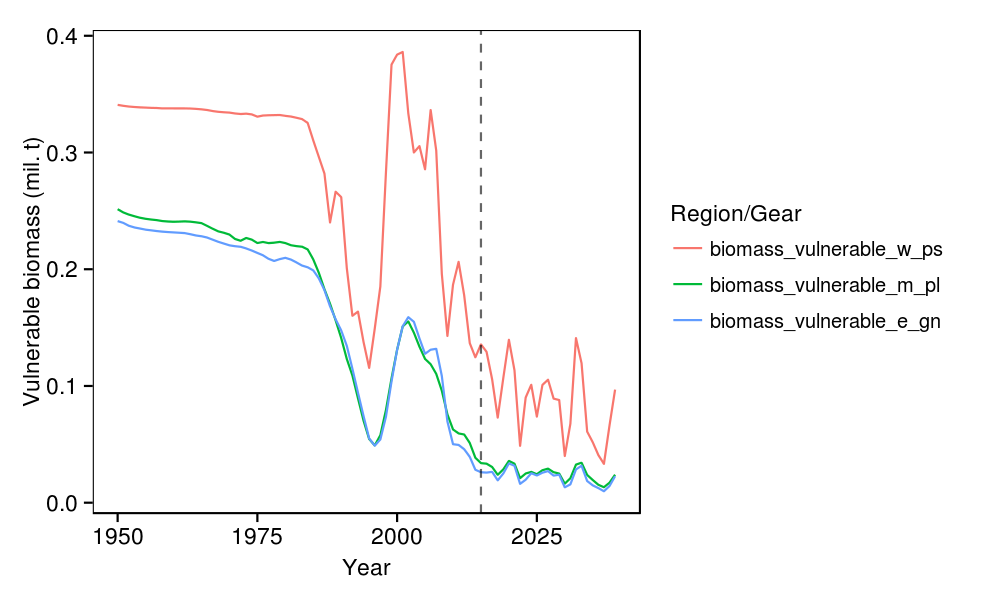 Vulnerable biomass (mil. t)
0.4
0.3
0.2
0.1
0.0
1950 1975 2000 2025
Year
Region/Gear
biomass_vulnerable_w_ps
biomass_vulnerable_m_pl
biomass_vulnerable_e_gn